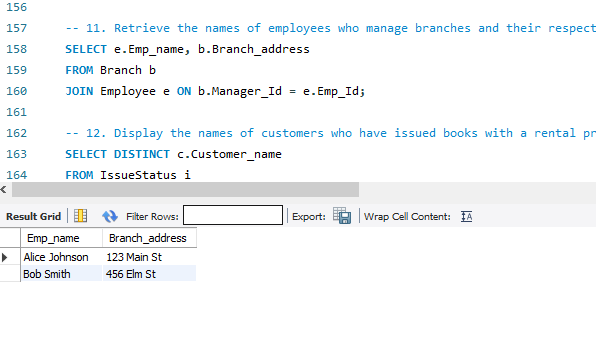 156
157 -- 11. Retrieve the names of employees who manage branches and their respect
158 SELECT e.Emp_name, b.Branch_address
159 FROM Branch b
160 JOIN Employee e ON b.Manager_Id = e.Emp_Id;
161
162 -- 12. Display the names of customers who have issued books with a rental pr
163 SELECT DISTINCT c.Customer_name
164 FROM IssueStatus i
Result Grid Filter Rows: Export: Wrap Cell Content: IA
Emp_name Branch_address
Alice Johnson 123 Main St
Bob Smith 456 Elm St